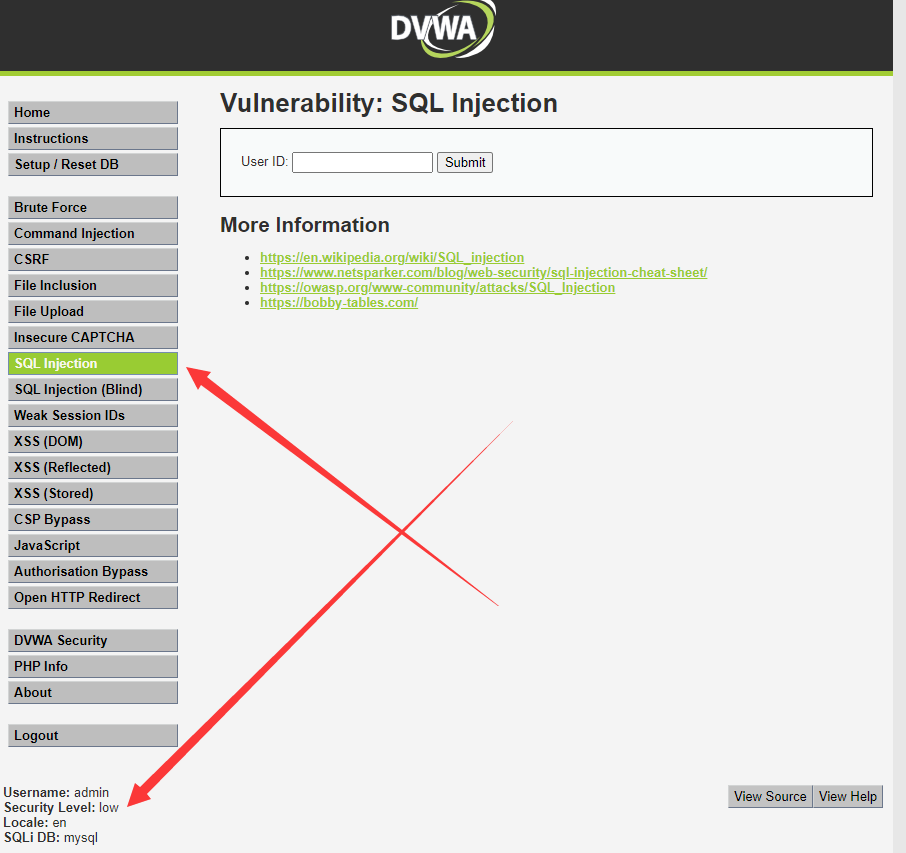 DVWA
Home
Instructions
Setup / Reset DB
Brute Force
Command Injection
CSRF
File Inclusion
File Upload
Insecure CAPTCHA
SQL Injection
SQL Injection (Blind)
Weak Session IDs
XSS (DOM)
XSS (Reflected)
XSS (Stored)
CSP Bypass
JavaScript
Authorisation Bypass
Open HTTP Redirect
DVWA Security
PHP Info
About
Logout
Vulnerability: SQL Injection
User ID: Submit
More Information
https://en.wikipedia.org/wiki/SQL_injection
https://www.netsparker.com/blog/web-security/sql-injection-cheat-sheet/
https://owasp.org/www-community/attacks/SQL_Injection
https://bobby-tables.com/
Username: admin
Security Level: low
Locale: en
SQLi DB: mysql
View Source View Help